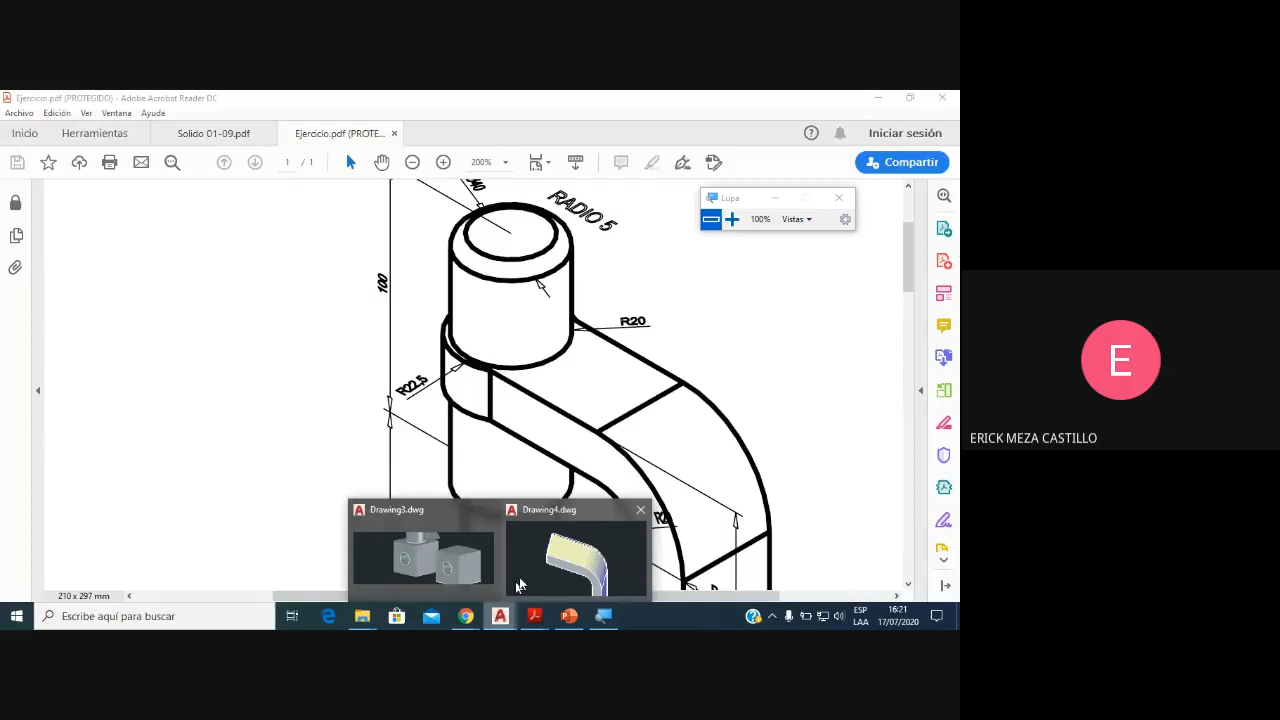 Ejercicio.pdf (PROTEGIDO) - Adobe Acrobat Reader DC
Archivo Edición Ver Ventana Ayuda
Inicio Herramientas Solido 01-09.pdf Ejercicio.pdf (PROTE... Iniciar sesión
1 / 1 200% Compartir
Lupa
100% Vistas
RADIO 5
100
R20
R22,5
ERICK MEZA CASTILLO
E
Drawing3.dwg Drawing4.dwg
210 x 297 mm
Escribe aquí para buscar
ESP
LAA
16:21
17/07/2020